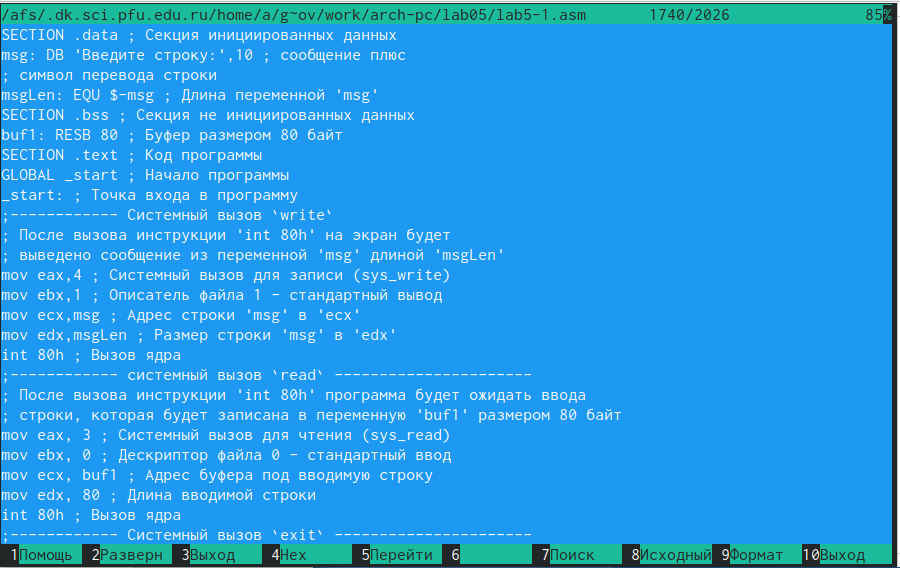 /afs/.dk.sci.pfu.edu.ru/home/a/g~ov/work/arch-pc/lab05/lab5-1.asm 1740/2026 85%
SECTION .data ; Секция инициированных данных
msg: DB 'Введите строку:',10 ; сообщение плюс
; символ перевода строки
msgLen: EQU $-msg ; Длина переменной 'msg'
SECTION .bss ; Секция не инициированных данных
buf1: RESB 80 ; Буфер размером 80 байт
SECTION .text ; Код программы
GLOBAL _start ; Начало программы
_start: ; Точка входа в программу
;------------ Системный вызов `write`
; После вызова инструкции 'int 80h' на экран будет
; выведено сообщение из переменной 'msg' длиной 'msgLen'
mov eax,4 ; Системный вызов для записи (sys_write)
mov ebx,1 ; Описатель файла 1 - стандартный вывод
mov ecx,msg ; Адрес строки 'msg' в 'ecx'
mov edx,msgLen ; Размер строки 'msg' в 'edx'
int 80h ; Вызов ядра
;------------ системный вызов `read` ----------------------
; После вызова инструкции 'int 80h' программа будет ожидать ввода
; строки, которая будет записана в переменную 'buf1' размером 80 байт
mov eax, 3 ; Системный вызов для чтения (sys_read)
mov ebx, 0 ; Дескриптор файла 0 - стандартный ввод
mov ecx, buf1 ; Адрес буфера под вводимую строку
mov edx, 80 ; Длина вводимой строки
int 80h ; Вызов ядра
;------------ Системный вызов `exit` ----------------------
1Помощь 2Разверн 3Выход 4Hex 5Перейти 6 7Поиск 8Исходный 9Формат 10Выход